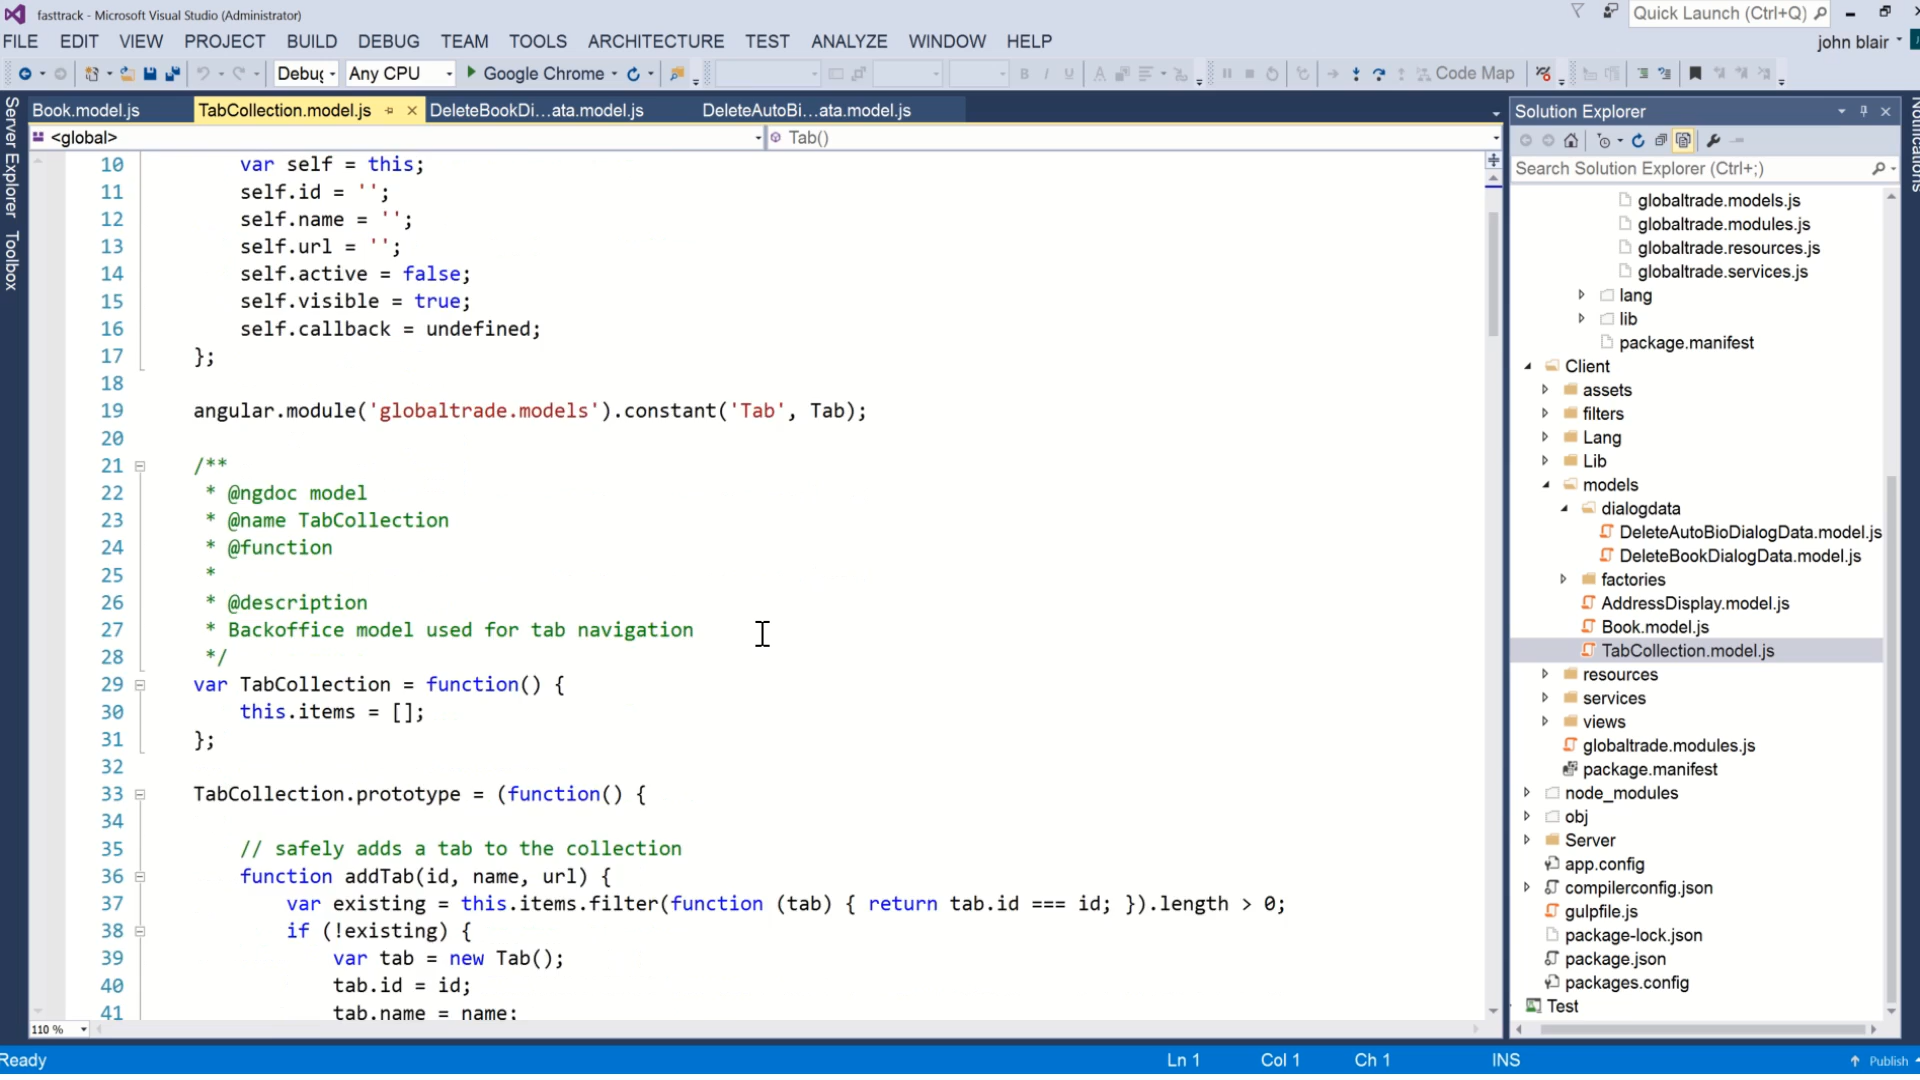 fasttrack - Microsoft Visual Studio (Administrator)
Quick Launch (Ctrl+Q)
FILE EDIT VIEW PROJECT BUILD DEBUG TEAM TOOLS ARCHITECTURE TEST ANALYZE WINDOW HELP
john blair
Debug Any CPU Google Chrome Code Map
Server Explorer
Toolbox
Notifications
Book.model.js TabCollection.model.js DeleteBookDi...ata.model.js DeleteAutoBi...ata.model.js
<global> Tab()
10 var self = this;
11 self.id = '';
12 self.name = '';
13 self.url = '';
14 self.active = false;
15 self.visible = true;
16 self.callback = undefined;
17 };
18
19 angular.module('globaltrade.models').constant('Tab', Tab);
20
21 /**
22 * @ngdoc model
23 * @name TabCollection
24 * @function
25 *
26 * @description
27 * Backoffice model used for tab navigation
28 */
29 var TabCollection = function() {
30 this.items = [];
31 };
32
33 TabCollection.prototype = (function() {
34
35 // safely adds a tab to the collection
36 function addTab(id, name, url) {
37 var existing = this.items.filter(function (tab) { return tab.id === id; }).length > 0;
38 if (!existing) {
39 var tab = new Tab();
40 tab.id = id;
41 tab.name = name;
110 %
Solution Explorer
Search Solution Explorer (Ctrl+;)
globaltrade.models.js
globaltrade.modules.js
globaltrade.resources.js
globaltrade.services.js
lang
lib
package.manifest
Client
assets
filters
Lang
Lib
models
dialogdata
DeleteAutoBioDialogData.model.js
DeleteBookDialogData.model.js
factories
AddressDisplay.model.js
Book.model.js
TabCollection.model.js
resources
services
views
globaltrade.modules.js
package.manifest
node_modules
obj
Server
app.config
compilerconfig.json
gulpfile.js
package-lock.json
package.json
packages.config
Test
Ready Ln 1 Col 1 Ch 1 INS Publish